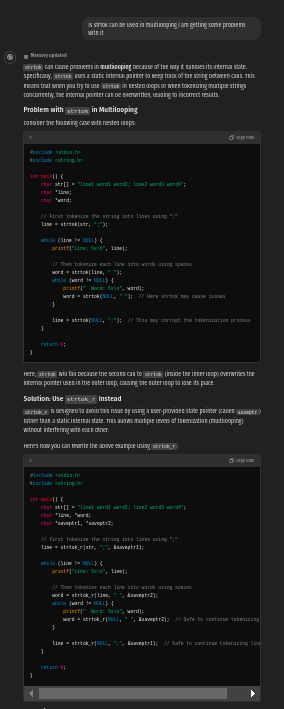 is strtok can be used in multilooping i am getting some problems
with it
Memory updated
strtok can cause problems in multilooping because of the way it handles its internal state.
Specifically, strtok uses a static internal pointer to keep track of the string between calls. This
means that when you try to use strtok in nested loops or when tokenizing multiple strings
concurrently, the internal pointer can be overwritten, leading to incorrect results.
Problem with strtok in Multilooping
Consider the following case with nested loops:
c
Copy code
#include <stdio.h>
#include <string.h>
int main() {
char str[] = "line1 word1 word2; line2 word3 word4";
char *line;
char *word;
// First tokenize the string into lines using ";"
line = strtok(str, ";");
while (line != NULL) {
printf("Line: %s\n", line);
// Then tokenize each line into words using spaces
word = strtok(line, " ");
while (word != NULL) {
printf("  Word: %s\n", word);
word = strtok(NULL, " ");  // Here strtok may cause issues
}
line = strtok(NULL, ";");  // This may corrupt the tokenization process
}
return 0;
}
Here, strtok will fail because the second call to strtok (inside the inner loop) overwrites the
internal pointer used in the outer loop, causing the outer loop to lose its place.
Solution: Use strtok_r Instead
strtok_r is designed to avoid this issue by using a user-provided state pointer (called saveptr)
rather than a static internal state. This allows multiple levels of tokenization (multilooping)
without interfering with each other.
Here's how you can rewrite the above example using strtok_r:
c
Copy code
#include <stdio.h>
#include <string.h>
int main() {
char str[] = "line1 word1 word2; line2 word3 word4";
char *line, *word;
char *saveptr1, *saveptr2;
// First tokenize the string into lines using ";"
line = strtok_r(str, ";", &saveptr1);
while (line != NULL) {
printf("Line: %s\n", line);
// Then tokenize each line into words using spaces
word = strtok_r(line, " ", &saveptr2);
while (word != NULL) {
printf("  Word: %s\n", word);
word = strtok_r(NULL, " ", &saveptr2);  // Safe to continue tokenizing
}
line = strtok_r(NULL, ";", &saveptr1);  // Safe to continue tokenizing lin
}
return 0;
}